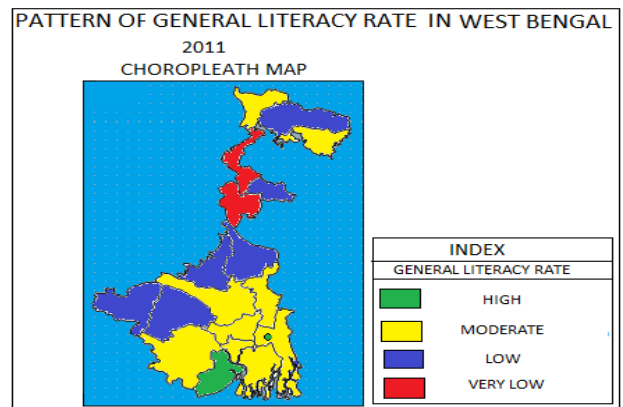 PATTERN OF GENERAL LITERACY RATE IN WEST BENGAL
2011
CHOROPLEATH MAP
INDEX
GENERAL LITERACY RATE
HIGH
MODERATE
LOW
VERY LOW